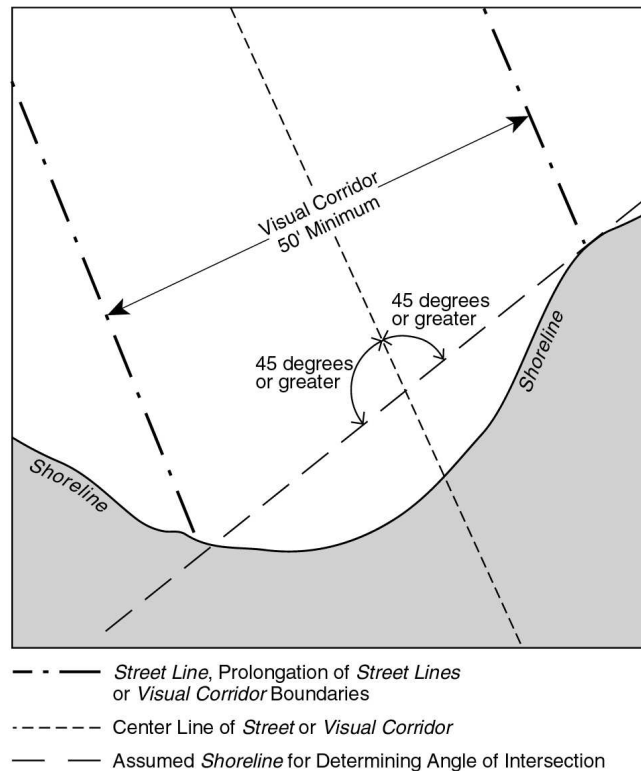 Visual Corridor
50' Minimum
45 degrees
or greater
45 degrees
or greater
Shoreline
Shoreline
Street Line, Prolongation of Street Lines
or Visual Corridor Boundaries
Center Line of Street or Visual Corridor
Assumed Shoreline for Determining Angle of Intersection